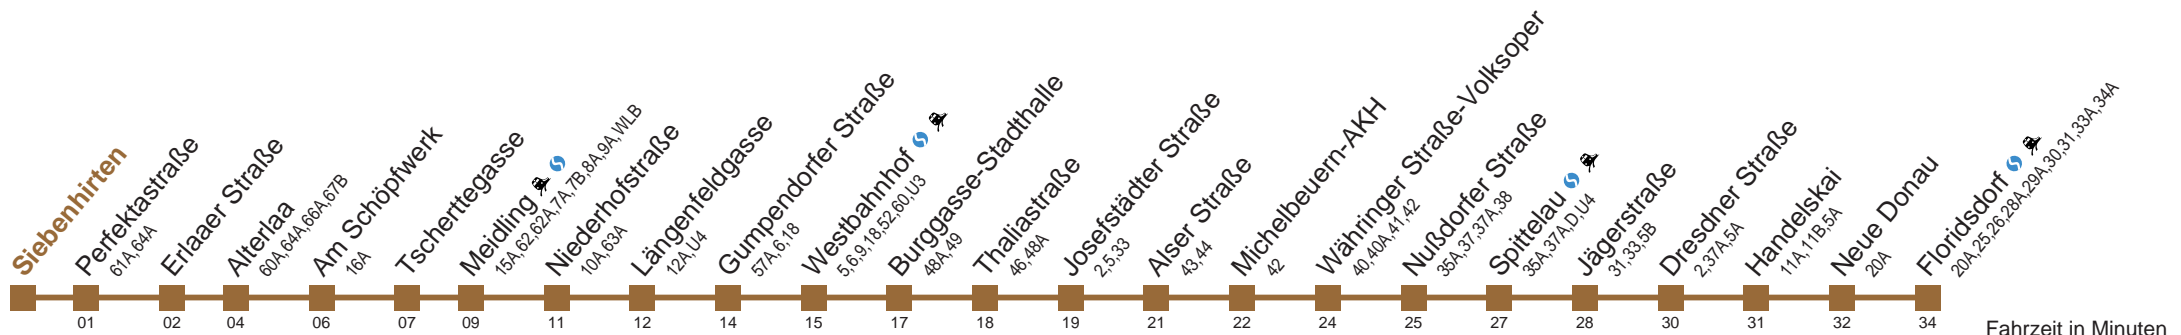 Siebenhirten
Perfektastraße
61A,64A
Erlaaer Straße
Alterlaa
60A,64A,66A,67B
Am Schöpfwerk
16A
Tscherttegasse
Meidling
15A,62,62A,7A,7B,8A,9A,WLB
Niederhofstraße
10A,63A
Längenfeldgasse
12A,U4
Gumpendorfer Straße
57A,6,18
Westbahnhof
5,6,9,18,52,60,U3
Burggasse-Stadthalle
48A,49
Thaliastraße
46,48A
Josefstädter Straße
2,5,33
Alser Straße
43,44
Michelbeuern-AKH
42
Währinger Straße-Volksoper
40,40A,41,42
Nußdorfer Straße
35A,37,37A,38
Spittelau
35A,37A,D,U4
Jägerstraße
31,33,5B
Dresdner Straße
2,37A,5A
Handelskai
11A,11B,5A
Neue Donau
20A
Floridsdorf
20A,25,26,28A,29A,30,31,33A,34A
01 02 04 06 07 09 11 12 14 15 17 18 19 21 22 24 25 27 28 30 31 32 34
Fahrzeit in Minuten